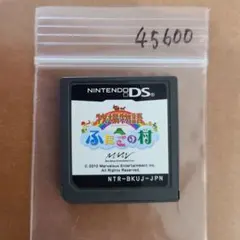 45600
NINTENDO DS
牧場物語
ふたごの村
MMV
© 2010 Marvelous Entertainment Inc.
All Rights Reserved.
NTR-BKUJ-JPN